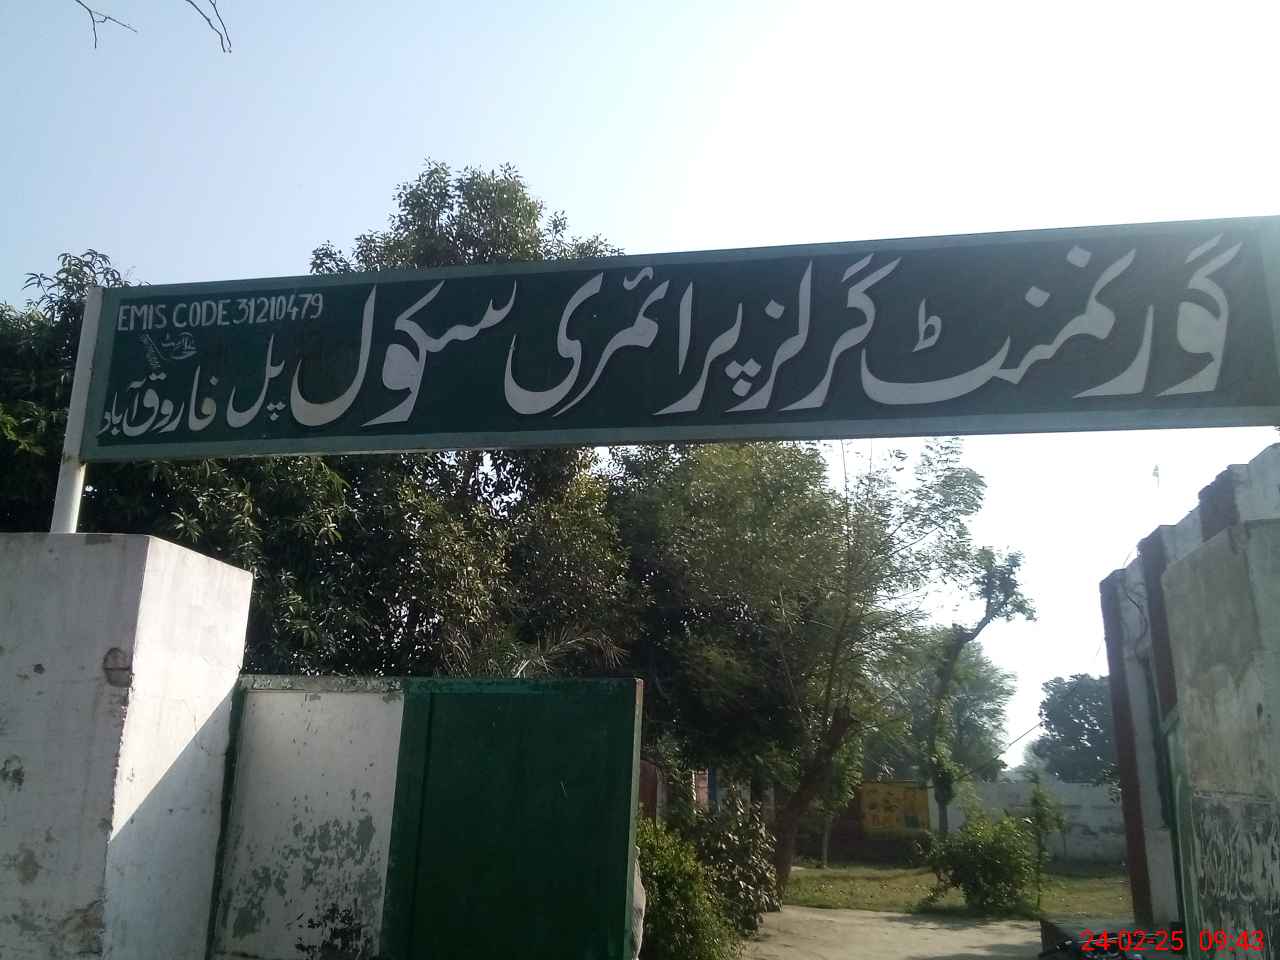 گورنمنٹ گرلز پرائمری سکول پل فاروق آباد
EMIS CODE 31210479
24-02-25 09:43